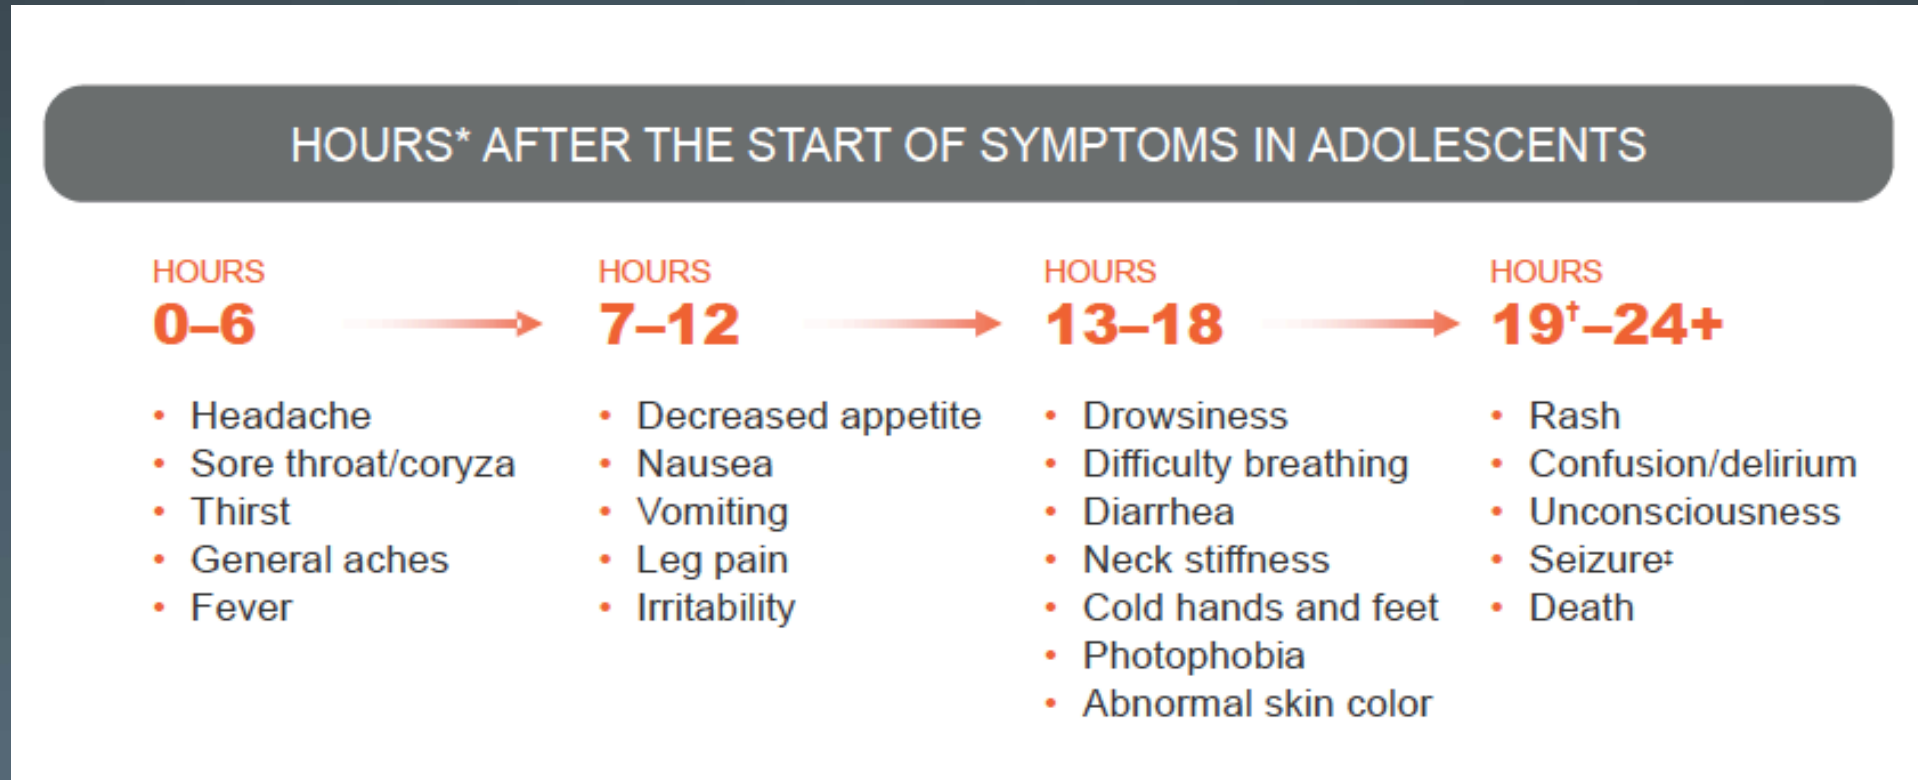 HOURS* AFTER THE START OF SYMPTOMS IN ADOLESCENTS
HOURS
0–6
• Headache
• Sore throat/coryza
• Thirst
• General aches
• Fever
HOURS
7–12
• Decreased appetite
• Nausea
• Vomiting
• Leg pain
• Irritability
HOURS
13–18
• Drowsiness
• Difficulty breathing
• Diarrhea
• Neck stiffness
• Cold hands and feet
• Photophobia
• Abnormal skin color
HOURS
19†–24+
• Rash
• Confusion/delirium
• Unconsciousness
• Seizure‡
• Death